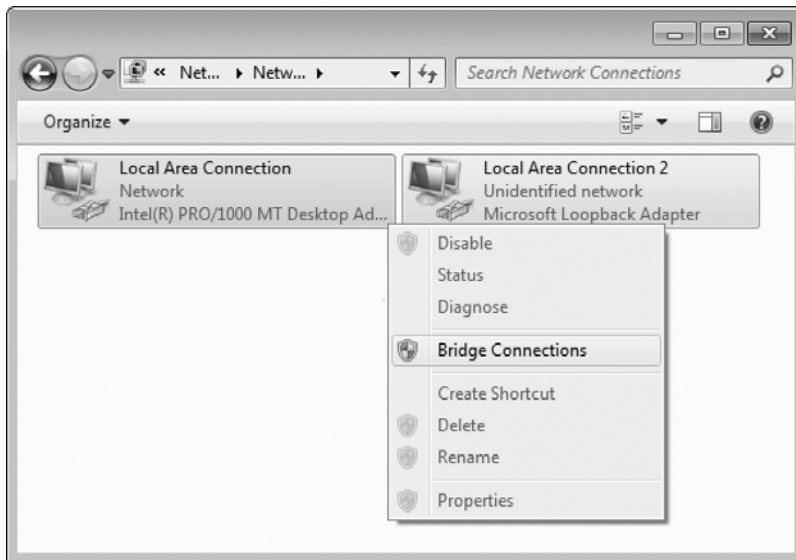 « Net... Netw...
Search Network Connections
Organize
Local Area Connection
Network
Intel(R) PRO/1000 MT Desktop Ad...
Local Area Connection 2
Unidentified network
Microsoft Loopback Adapter
Disable
Status
Diagnose
Bridge Connections
Create Shortcut
Delete
Rename
Properties